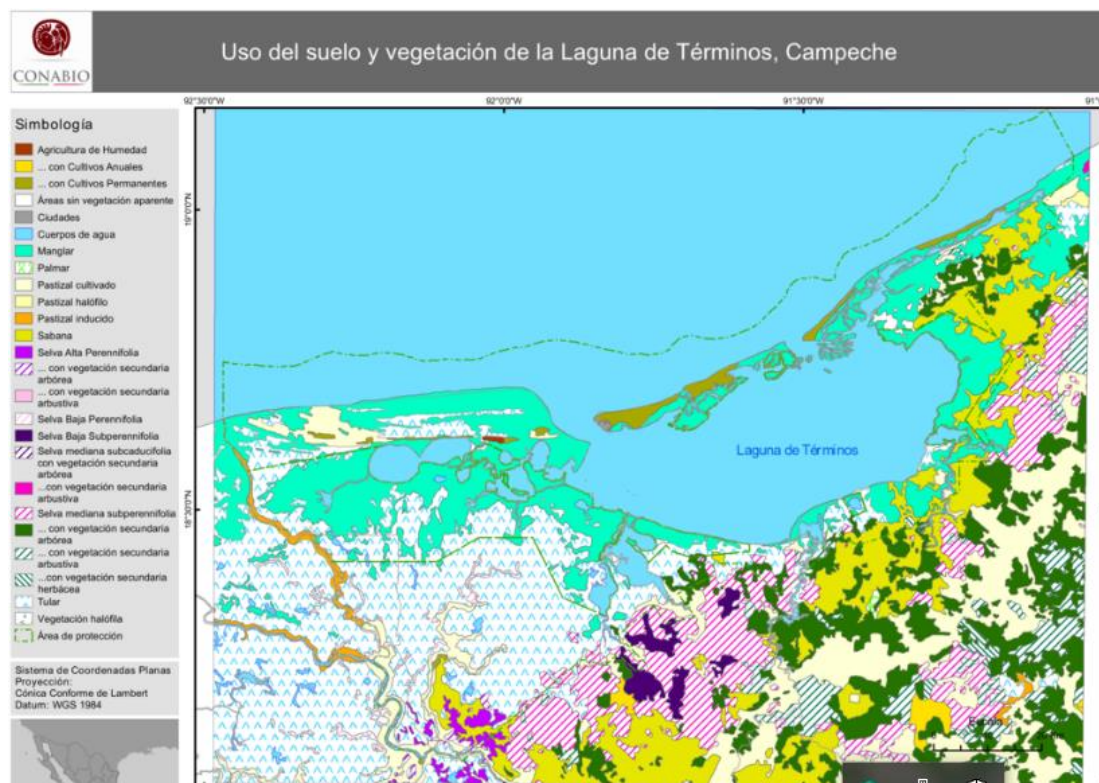 CONABIO
Uso del suelo y vegetación de la Laguna de Términos, Campeche
92°30'0"W
92°0'0"W
91°30'0"W
19°0'0"N
18°30'0"N
Simbología
Agricultura de Humedad
... con Cultivos Anuales
... con Cultivos Permanentes
Áreas sin vegetación aparente
Ciudades
Cuerpos de agua
Manglar
Palmar
Pastizal cultivado
Pastizal halófilo
Pastizal inducido
Sabana
Selva Alta Perennifolia
... con vegetación secundaria
arbórea
... con vegetación secundaria
arbustiva
Selva Baja Perennifolia
Selva Baja Subperennifolia
Selva mediana subcaducifolia
con vegetación secundaria
arbórea
...con vegetación secundaria
arbustiva
Selva mediana subperennifolia
... con vegetación secundaria
arbórea
... con vegetación secundaria
arbustiva
...con vegetación secundaria
herbácea
Tular
Vegetación halófila
Área de protección
Sistema de Coordenadas Planas
Proyección:
Cónica Conforme de Lambert
Datum: WGS 1984
Laguna de Términos
Escala